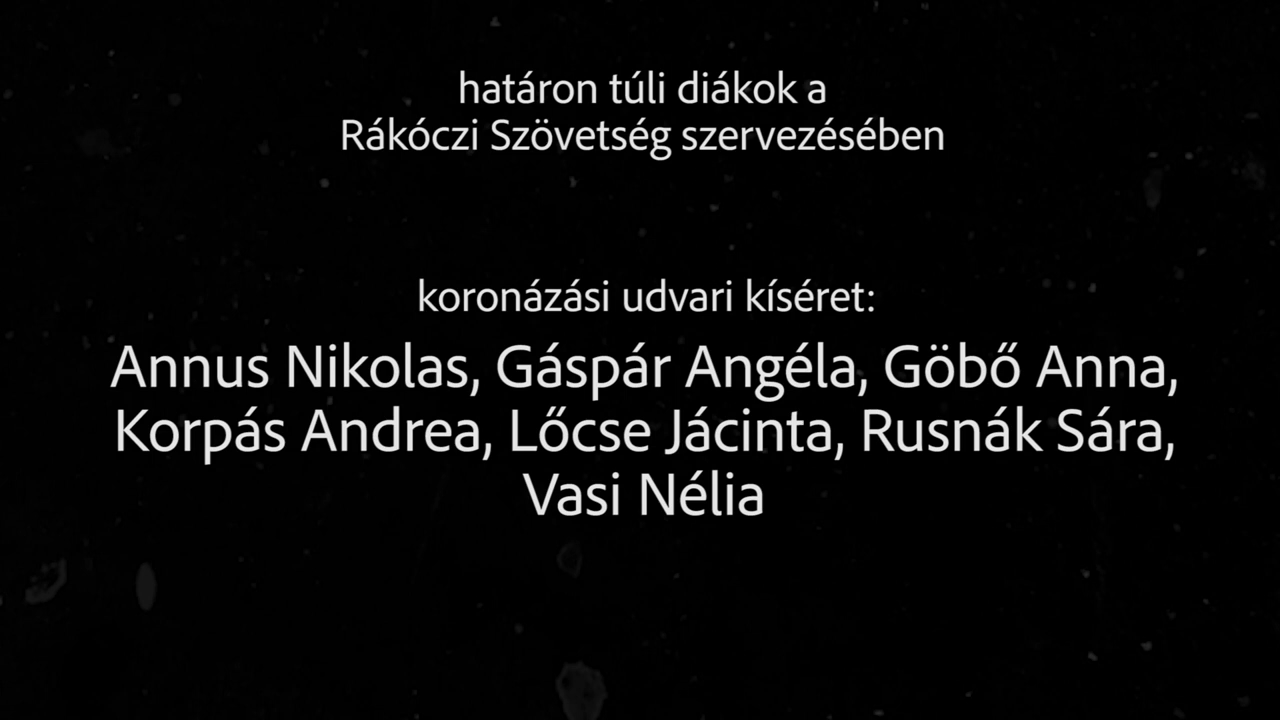 határon túli diákok a
Rákóczi Szövetség szervezésében
koronázási udvari kíséret:
Annus Nikolas, Gáspár Angéla, Göbő Anna,
Korpás Andrea, Lőcse Jácinta, Rusnák Sára,
Vasi Nélia